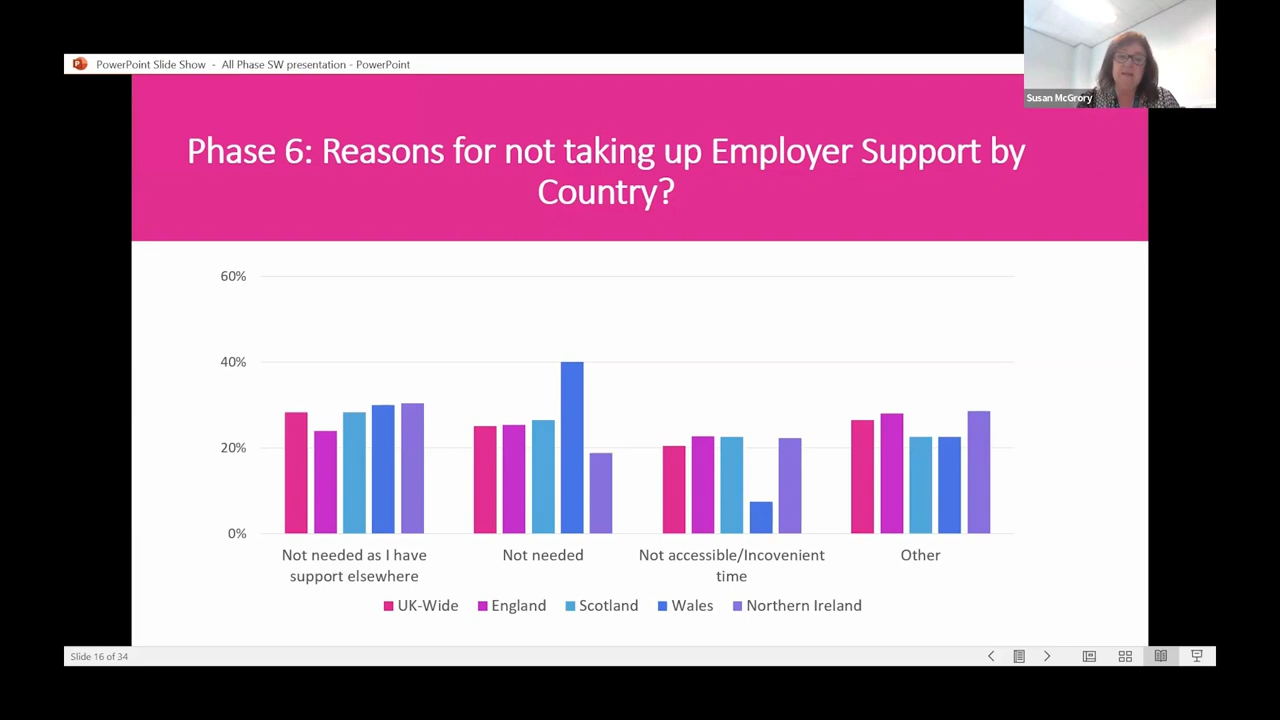 PowerPoint Slide Show - All Phase SW presentation - PowerPoint
Susan McGrory
Phase 6: Reasons for not taking up Employer Support by
Country?
60%
40%
20%
0%
Not needed as I have
support elsewhere
Not needed
Not accessible/Incovenient
time
Other
UK-Wide England Scotland Wales Northern Ireland
Slide 16 of 34